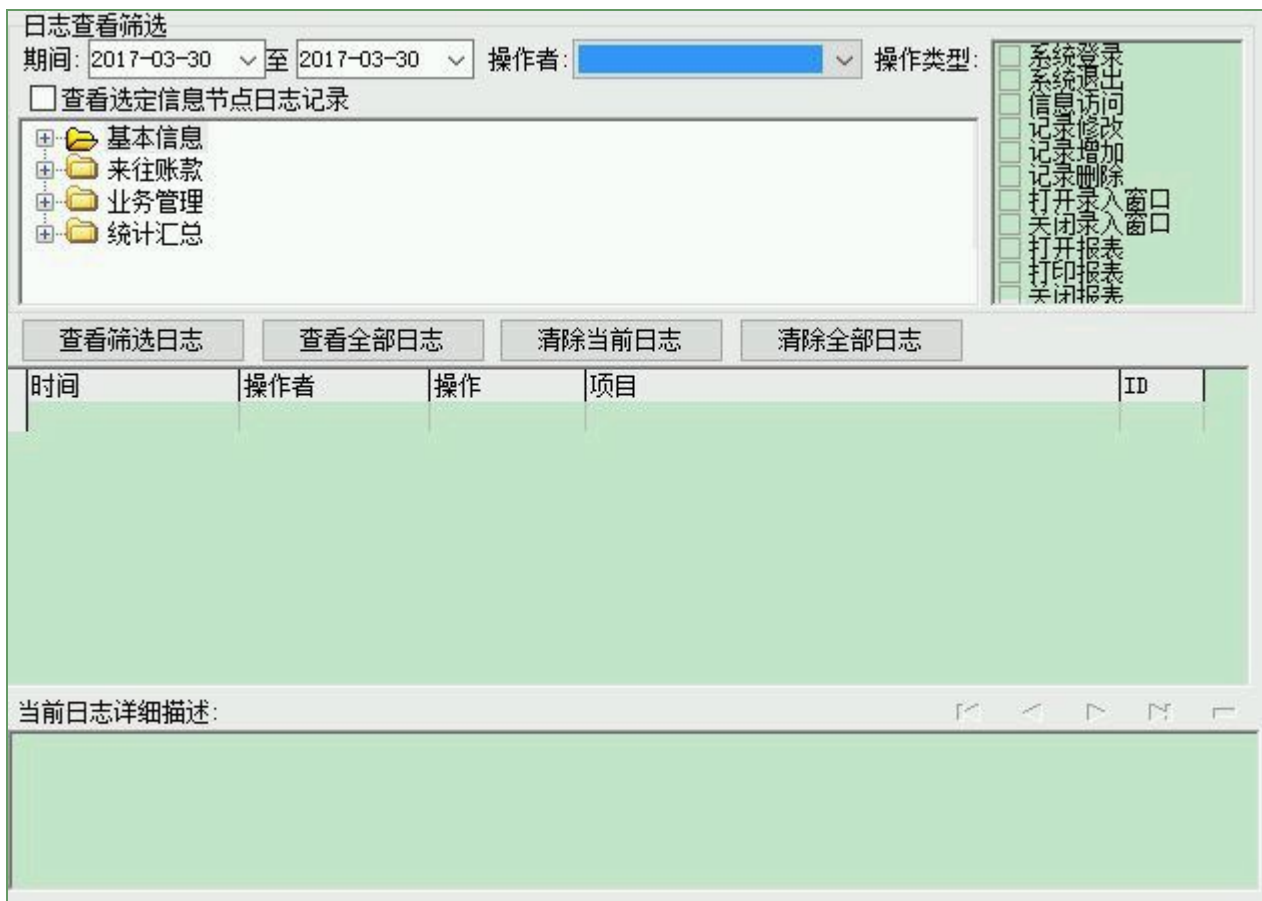 日志查看筛选
期间: 2017-03-30 至 2017-03-30 操作者: 操作类型:
系统登录
系统退出
信息访问
记录修改
记录增加
记录删除
打开录入窗口
关闭录入窗口
打开报表
打印报表
关闭报表
查看选定信息节点日志记录
基本信息
来往账款
业务管理
统计汇总
查看筛选日志 查看全部日志 清除当前日志 清除全部日志
时间 操作者 操作 项目 ID
当前日志详细描述: